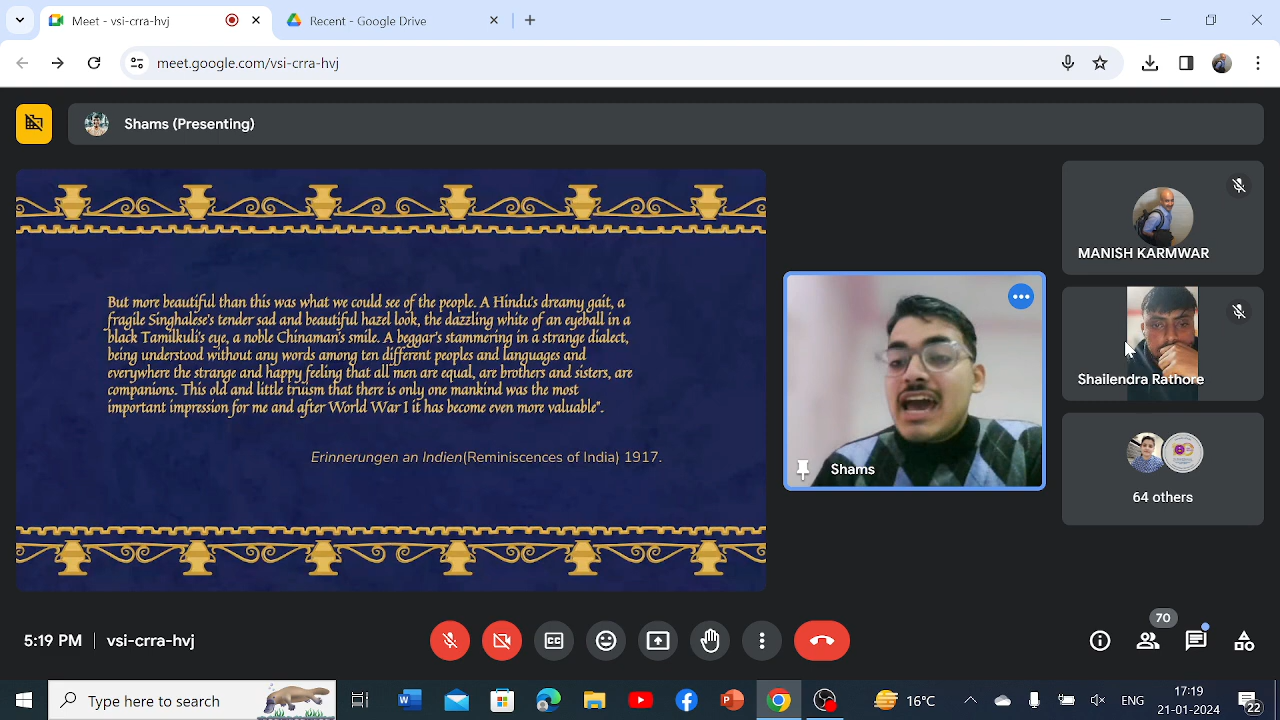 Meet - vsi-crra-hvj
Recent - Google Drive
meet.google.com/vsi-crra-hvj
Shams (Presenting)
But more beautiful than this was what we could see of the people. A Hindu's dreamy gait, a
fragile Singhalese's tender sad and beautiful hazel look, the dazzling white of an eyeball in a
black Tamilkuli's eye, a noble Chinaman's smile. A beggar's stammering in a strange dialect,
being understood without any words among ten different peoples and languages and
everywhere the strange and happy feeling that all men are equal, are brothers and sisters, are
companions. This old and little truism that there is only one mankind was the most
important impression for me and after World War I it has become even more valuable".
Erinnerungen an Indien(Reminiscences of India) 1917.
Shams
MANISH KARMWAR
Shailendra Rathore
64 others
5:19 PM | vsi-crra-hvj
70
Type here to search
16°C
ENG
17:19
21-01-2024
22